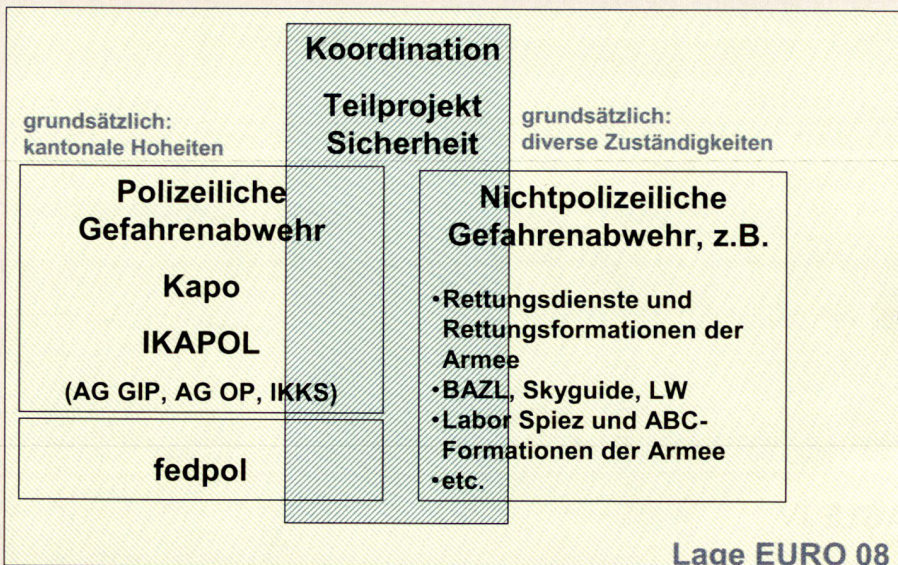 Koordination
Teilprojekt
Sicherheit
grundsätzlich:
kantonale Hoheiten
Polizeiliche
Gefahrenabwehr
Kapo
IKAPOL
(AG GIP, AG OP, IKKS)
fedpol
grundsätzlich:
diverse Zuständigkeiten
Nichtpolizeiliche
Gefahrenabwehr, z.B.
•Rettungsdienste und
Rettungsformationen der
Armee
•BAZL, Skyguide, LW
•Labor Spiez und ABC-
Formationen der Armee
•etc.
Lage EURO 08